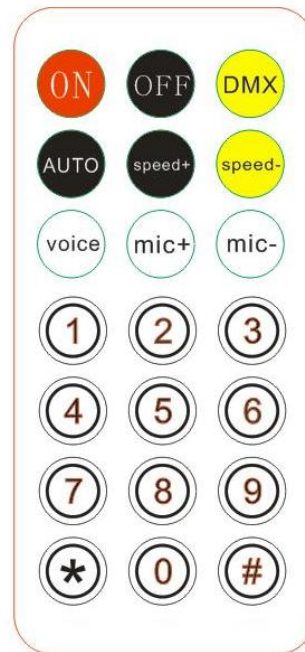 ON OFF DMX
AUTO speed+ speed-
voice mic+ mic-
1 2 3
4 5 6
7 8 9
* 0 #